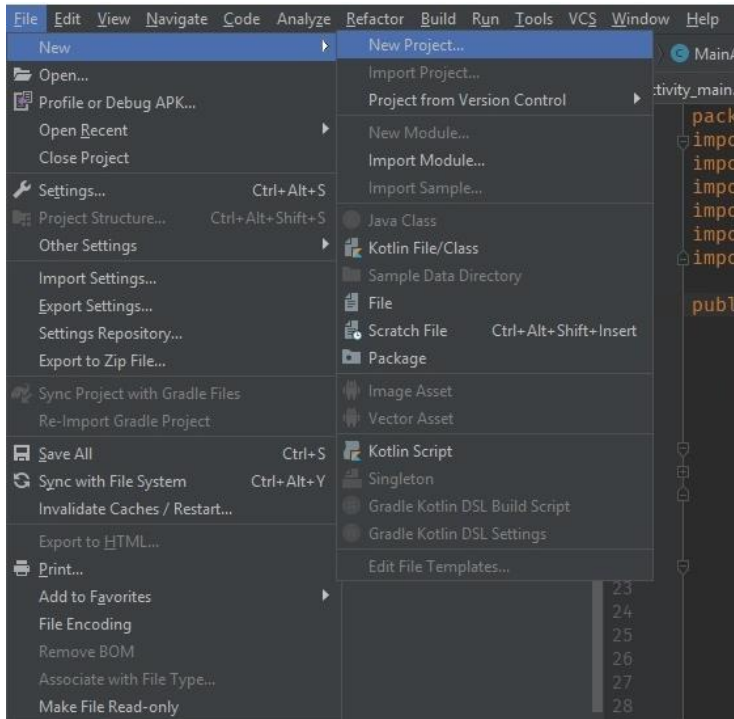 File Edit View Navigate Code Analyze Refactor Build Run Tools VCS Window Help
New
Open...
Profile or Debug APK...
Open Recent
Close Project
Settings... Ctrl+Alt+S
Project Structure... Ctrl+Alt+Shift+S
Other Settings
Import Settings...
Export Settings...
Settings Repository...
Export to Zip File...
Sync Project with Gradle Files
Re-Import Gradle Project
Save All Ctrl+S
Sync with File System Ctrl+Alt+Y
Invalidate Caches / Restart...
Export to HTML...
Print...
Add to Favorites
File Encoding
Remove BOM
Associate with File Type...
Make File Read-only
New Project...
Import Project...
Project from Version Control
New Module...
Import Module...
Import Sample...
Java Class
Kotlin File/Class
Sample Data Directory
File
Scratch File Ctrl+Alt+Shift+Insert
Package
Image Asset
Vector Asset
Kotlin Script
Singleton
Gradle Kotlin DSL Build Script
Gradle Kotlin DSL Settings
Edit File Templates...
C MainA
tivity_main.
pack
impo
impo
impo
impo
impo
impo
publ
23
24
25
26
27
28